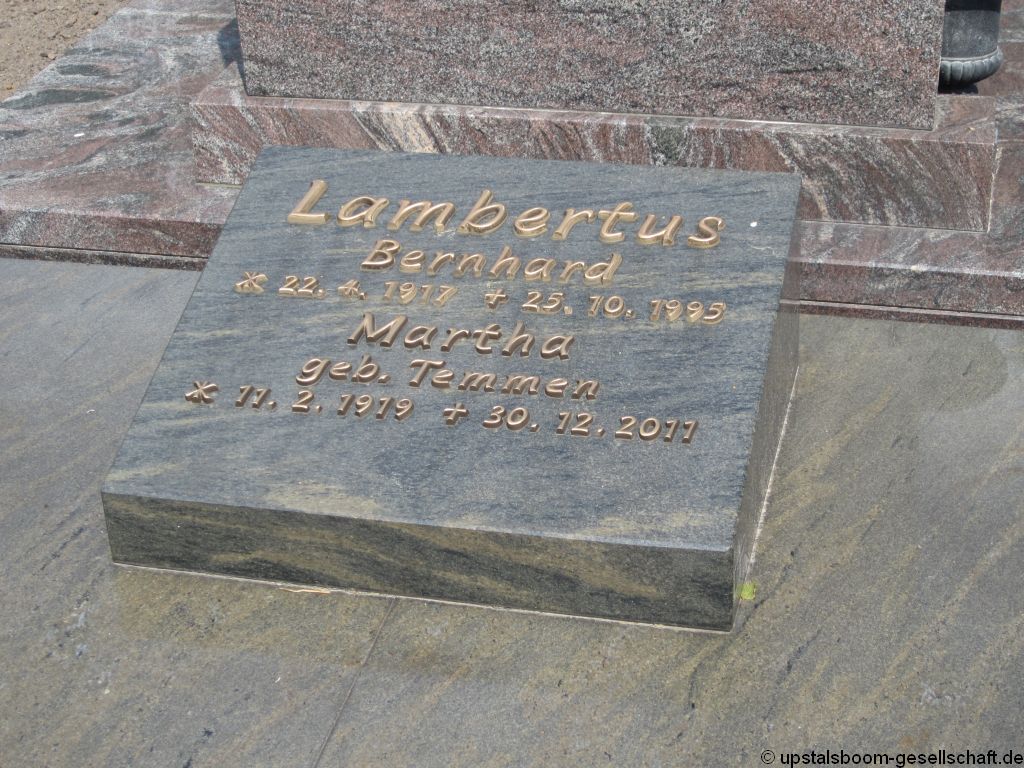 Lambertus
Bernhard
* 22. 4. 1917 + 25. 10. 1995
Martha
geb. Temmen
* 11. 2. 1919 + 30. 12. 2011
© upstalsboom-gesellschaft.de